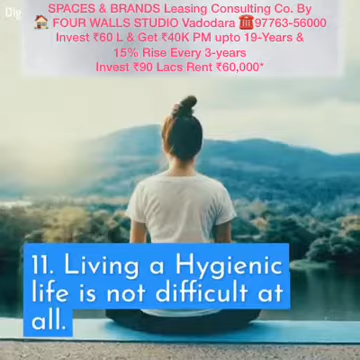 Dig
SPACES & BRANDS Leasing Consulting Co. By
FOUR WALLS STUDIO Vadodara ☎97763-56000
Invest ₹60 L & Get ₹40K PM upto 19-Years &
15% Rise Every 3-years
Invest ₹90 Lacs Rent ₹60,000*
11. Living a Hygienic
life is not difficult at
all.